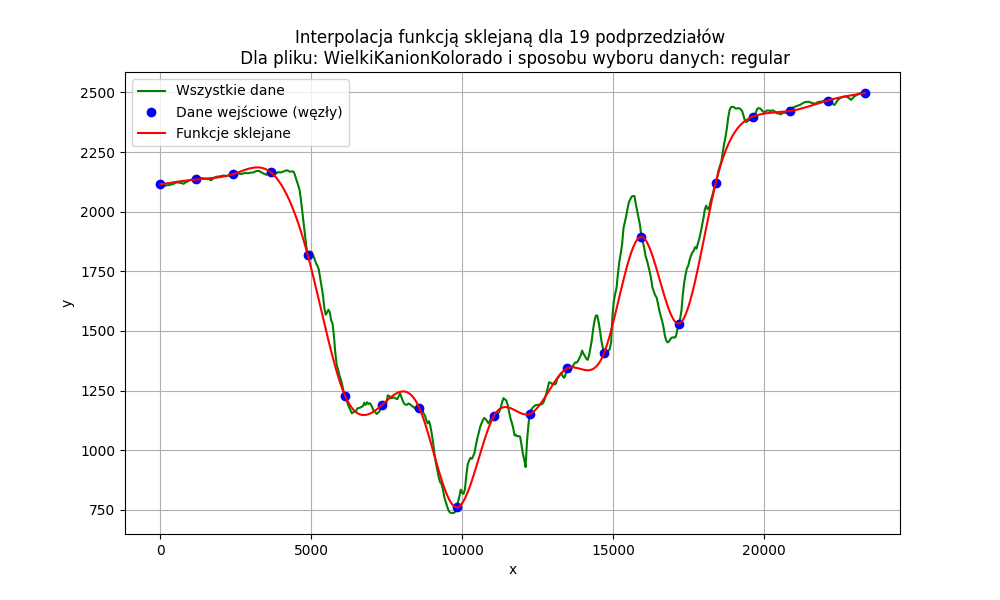 Interpolacja funkcją sklejaną dla 19 podprzedziałów
Dla pliku: WielkiKanionKolorado i sposobu wyboru danych: regular
Wszystkie dane
Dane wejściowe (węzły)
Funkcje sklejane
y
2500
2250
2000
1750
1500
1250
1000
750
0
5000
10000
15000
20000
x